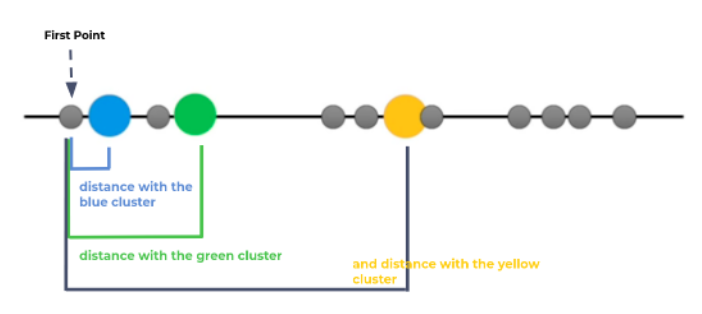 First Point
distance with the
blue cluster
distance with the green cluster
and distance with the yellow
cluster